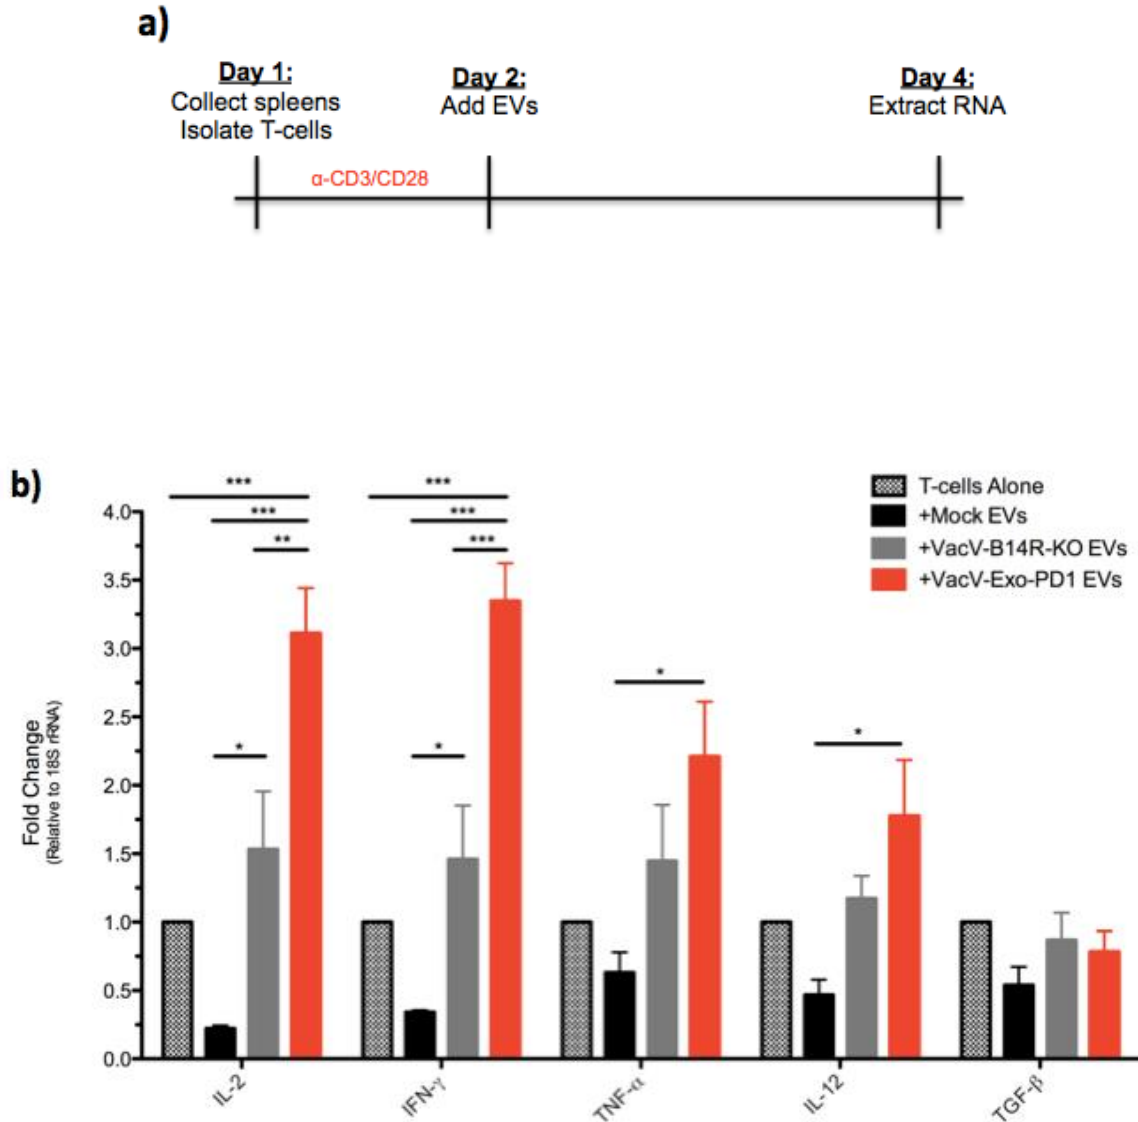 a)
Day 1:
Collect spleens
Isolate T-cells
Day 2:
Add EVs
Day 4:
Extract RNA
α-CD3/CD28
b)
T-cells Alone
+Mock EVs
+VacV-B14R-KO EVs
+VacV-Exo-PD1 EVs
***
***
**
*
***
***
***
*
*
*
4.0
3.5
3.0
2.5
2.0
1.5
1.0
0.5
0.0
Fold Change
(Relative to 18S rRNA)
IL-2
IFN-γ
TNF-α
IL-12
TGF-β